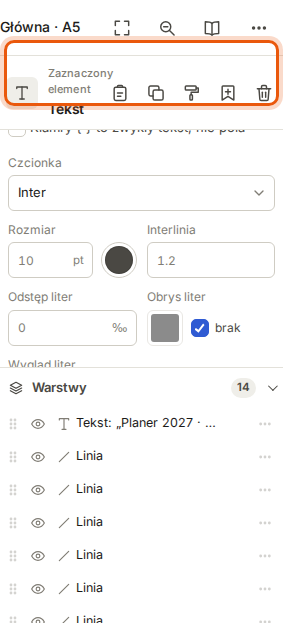 Główna · A5
Zaznaczony
element
Tekst
Klamry { } to zwykły tekst, nie pola
Czcionka
Inter
Rozmiar
Interlinia
10 pt
1.2
Odstęp liter
Obrys liter
0 ‰
brak
Wygląd liter
Warstwy 14
Tekst: „Planer 2027 · ...
Linia
Linia
Linia
Linia
Linia
Linia